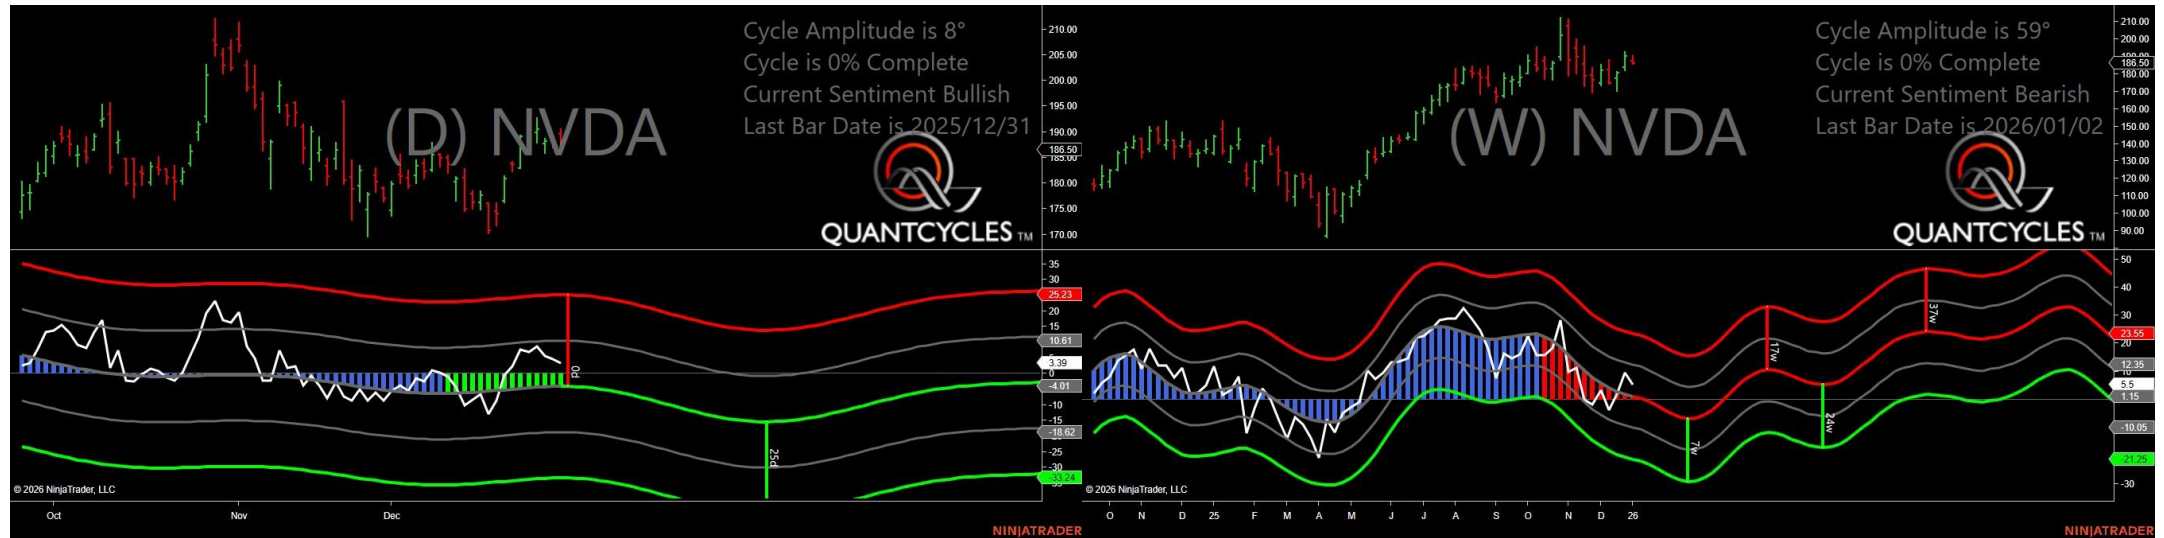 Cycle Amplitude is 8°
Cycle is 0% Complete
Current Sentiment Bullish
Last Bar Date is 2025/12/31
(D) NVDA
QUANTCYCLES TM
210.00
205.00
200.00
195.00
190.00
186.50
185.00
180.00
175.00
170.00
35
30
25.23
20
15
10.61
3.39
0
-4.01
-10
-15
-18.62
-25
-30
-33.24
0d
25d
© 2026 NinjaTrader, LLC
Oct
Nov
Dec
NINJATRADER
Cycle Amplitude is 59°
Cycle is 0% Complete
Current Sentiment Bearish
Last Bar Date is 2026/01/02
(W) NVDA
QUANTCYCLES TM
210.00
200.00
186.50
180.00
170.00
160.00
150.00
140.00
130.00
120.00
110.00
100.00
90.00
50
40
30
23.55
20
12.35
5.5
1.15
-10.05
-21.25
-30
7w
17w
24w
37w
© 2026 NinjaTrader, LLC
O N D 25 F M A M J J A S O N D 26
NINJATRADER